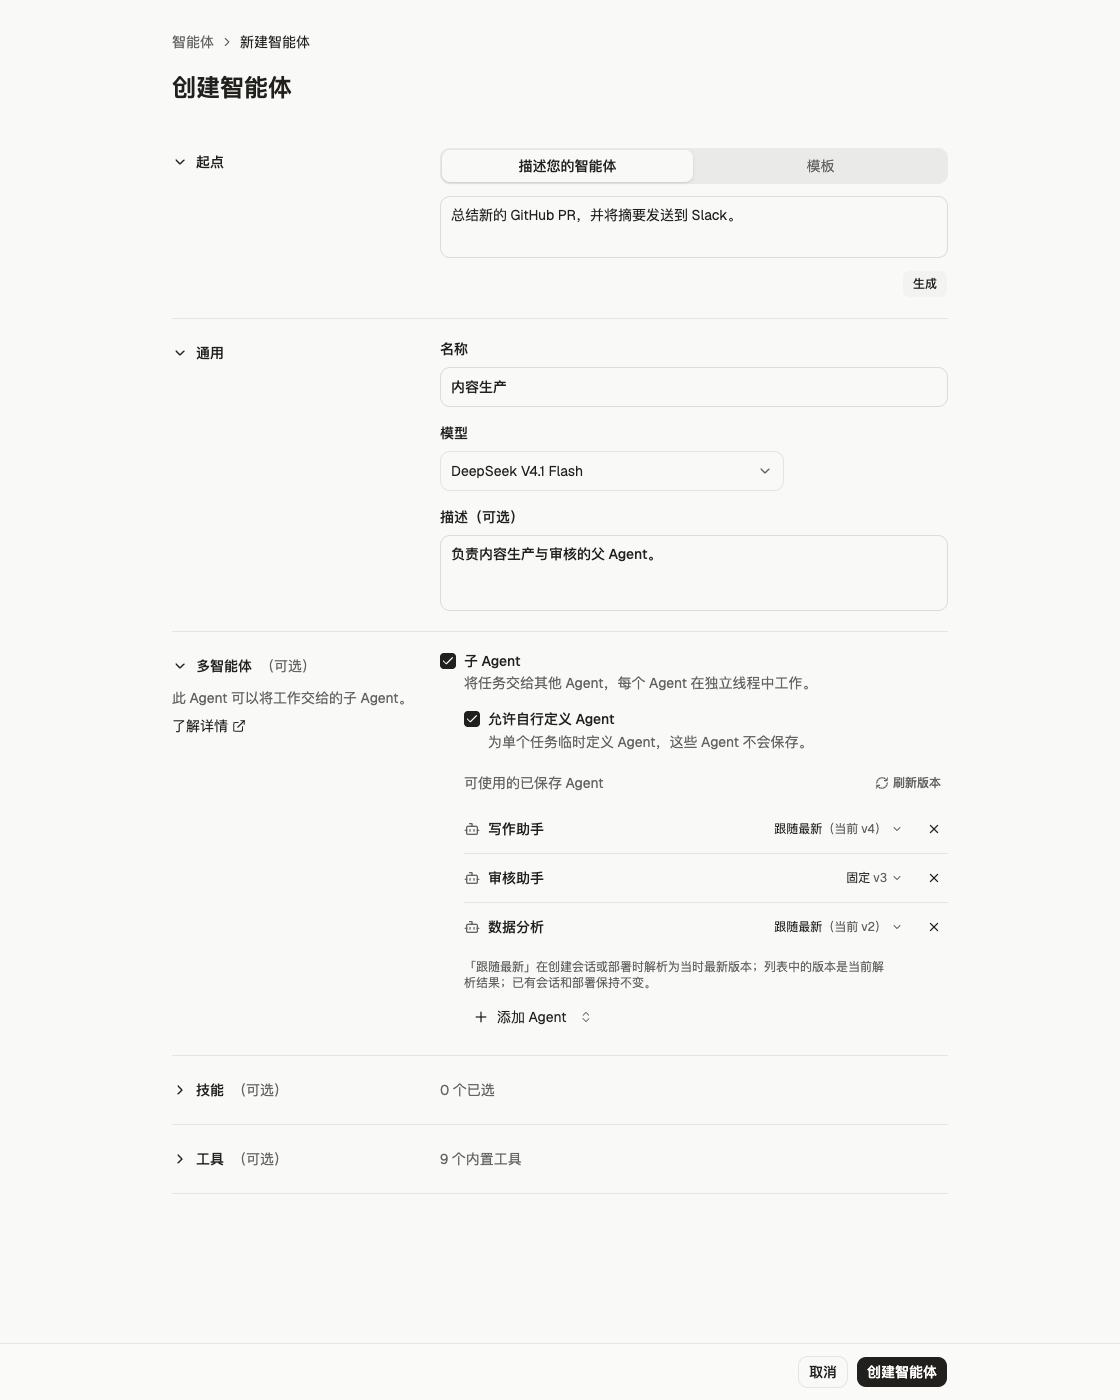 智能体 > 新建智能体
创建智能体
起点
描述您的智能体 模板
总结新的 GitHub PR，并将摘要发送到 Slack。
生成
通用
名称
内容生产
模型
DeepSeek V4.1 Flash
描述（可选）
负责内容生产与审核的父 Agent。
多智能体 （可选）
此 Agent 可以将工作交给的子 Agent。
了解详情
子 Agent
将任务交给其他 Agent，每个 Agent 在独立线程中工作。
允许自行定义 Agent
为单个任务临时定义 Agent，这些 Agent 不会保存。
可使用的已保存 Agent 刷新版本
写作助手 跟随最新（当前 v4）
审核助手 固定 v3
数据分析 跟随最新（当前 v2）
「跟随最新」在创建会话或部署时解析为当时最新版本；列表中的版本是当前解
析结果；已有会话和部署保持不变。
添加 Agent
技能 （可选） 0 个已选
工具 （可选） 9 个内置工具
取消 创建智能体